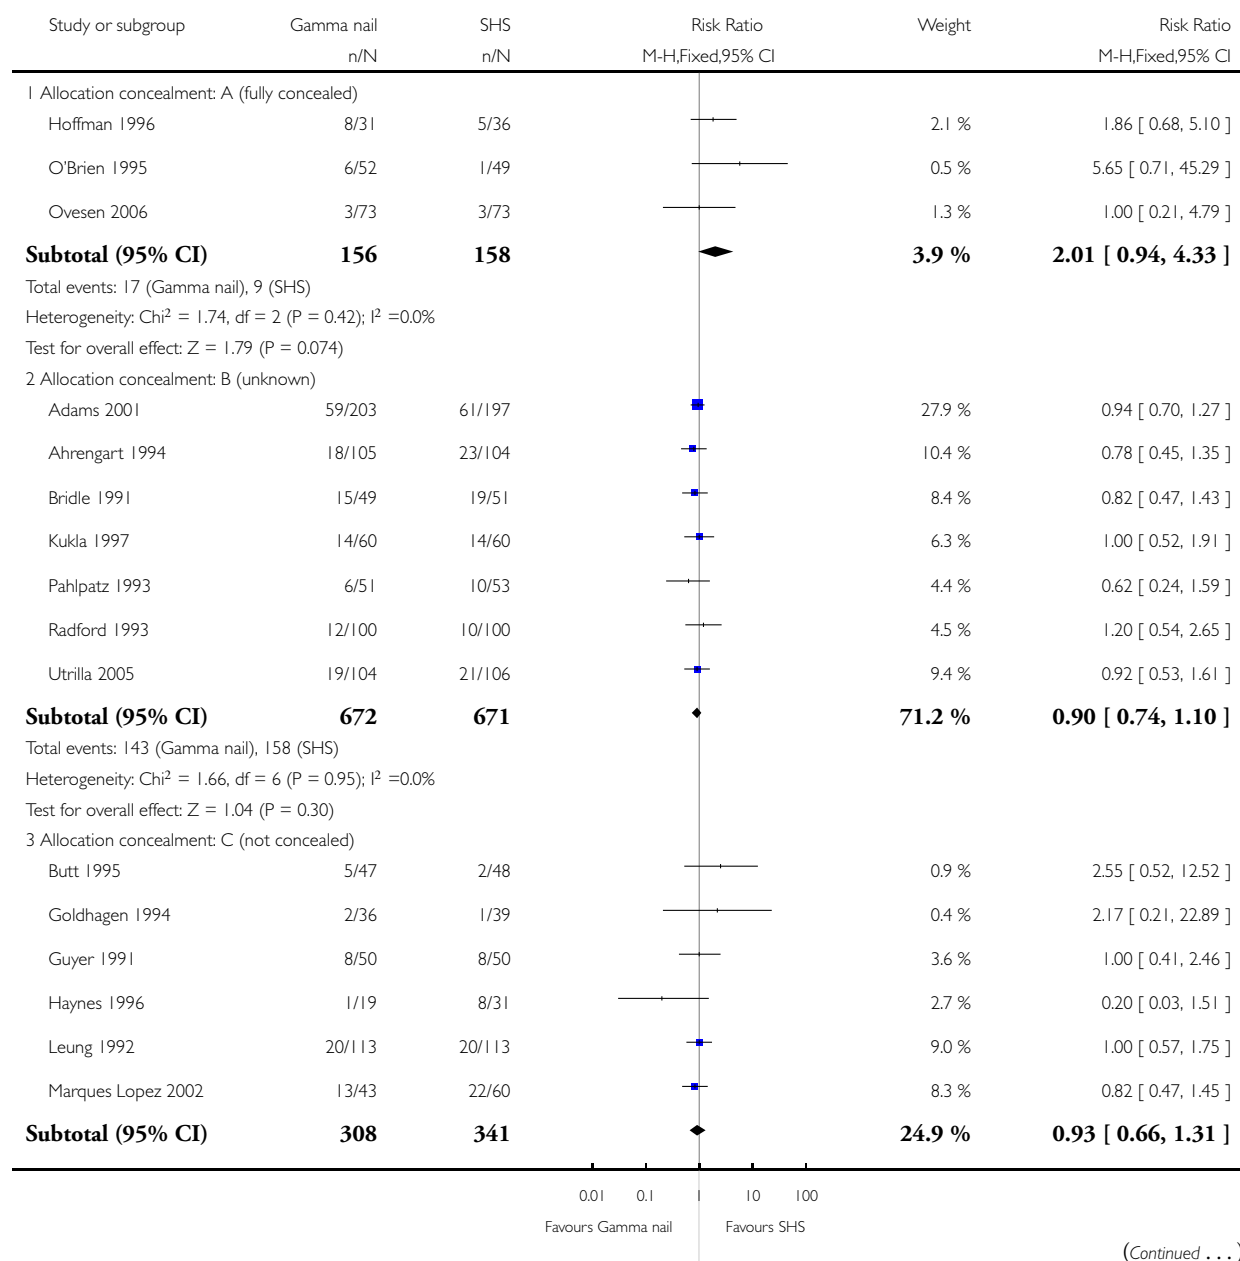 Study or subgroup Gamma nail SHS Risk Ratio Weight Risk Ratio
n/N n/N M-H,Fixed,95% CI M-H,Fixed,95% CI
1 Allocation concealment: A (fully concealed)
Hoffman 1996 8/31 5/36 2.1 % 1.86 [ 0.68, 5.10 ]
O'Brien 1995 6/52 1/49 0.5 % 5.65 [ 0.71, 45.29 ]
Ovesen 2006 3/73 3/73 1.3 % 1.00 [ 0.21, 4.79 ]
Subtotal (95% CI) 156 158 3.9 % 2.01 [ 0.94, 4.33 ]
Total events: 17 (Gamma nail), 9 (SHS)
Heterogeneity: Chi² = 1.74, df = 2 (P = 0.42); I² =0.0%
Test for overall effect: Z = 1.79 (P = 0.074)
2 Allocation concealment: B (unknown)
Adams 2001 59/203 61/197 27.9 % 0.94 [ 0.70, 1.27 ]
Ahrengart 1994 18/105 23/104 10.4 % 0.78 [ 0.45, 1.35 ]
Bridle 1991 15/49 19/51 8.4 % 0.82 [ 0.47, 1.43 ]
Kukla 1997 14/60 14/60 6.3 % 1.00 [ 0.52, 1.91 ]
Pahlpatz 1993 6/51 10/53 4.4 % 0.62 [ 0.24, 1.59 ]
Radford 1993 12/100 10/100 4.5 % 1.20 [ 0.54, 2.65 ]
Utrilla 2005 19/104 21/106 9.4 % 0.92 [ 0.53, 1.61 ]
Subtotal (95% CI) 672 671 71.2 % 0.90 [ 0.74, 1.10 ]
Total events: 143 (Gamma nail), 158 (SHS)
Heterogeneity: Chi² = 1.66, df = 6 (P = 0.95); I² =0.0%
Test for overall effect: Z = 1.04 (P = 0.30)
3 Allocation concealment: C (not concealed)
Butt 1995 5/47 2/48 0.9 % 2.55 [ 0.52, 12.52 ]
Goldhagen 1994 2/36 1/39 0.4 % 2.17 [ 0.21, 22.89 ]
Guyer 1991 8/50 8/50 3.6 % 1.00 [ 0.41, 2.46 ]
Haynes 1996 1/19 8/31 2.7 % 0.20 [ 0.03, 1.51 ]
Leung 1992 20/113 20/113 9.0 % 1.00 [ 0.57, 1.75 ]
Marques Lopez 2002 13/43 22/60 8.3 % 0.82 [ 0.47, 1.45 ]
Subtotal (95% CI) 308 341 24.9 % 0.93 [ 0.66, 1.31 ]
0.01 0.1 1 10 100
Favours Gamma nail Favours SHS
(Continued . . . )